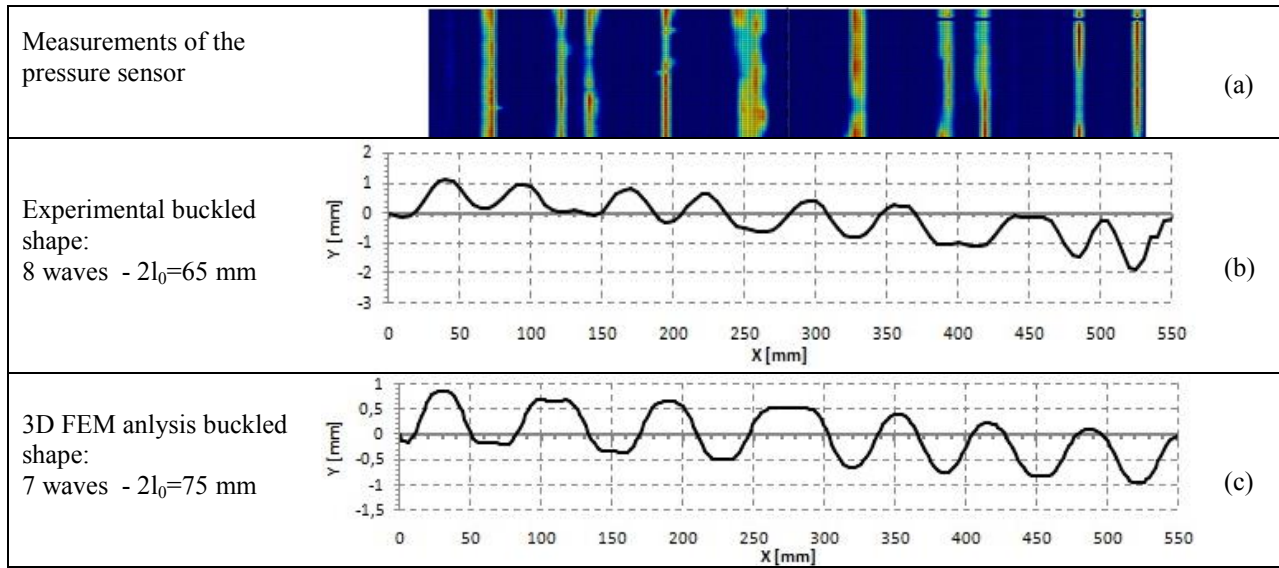 Measurements of the
pressure sensor
(a)
Experimental buckled
shape:
8 waves - 2l₀=65 mm
2
1
0
-1
-2
-3
Y [mm]
0 50 100 150 200 250 300 350 400 450 500 550
X [mm]
(b)
3D FEM anlysis buckled
shape:
7 waves - 2l₀=75 mm
1
0,5
0
-0,5
-1
-1,5
Y [mm]
0 50 100 150 200 250 300 350 400 450 500 550
X [mm]
(c)